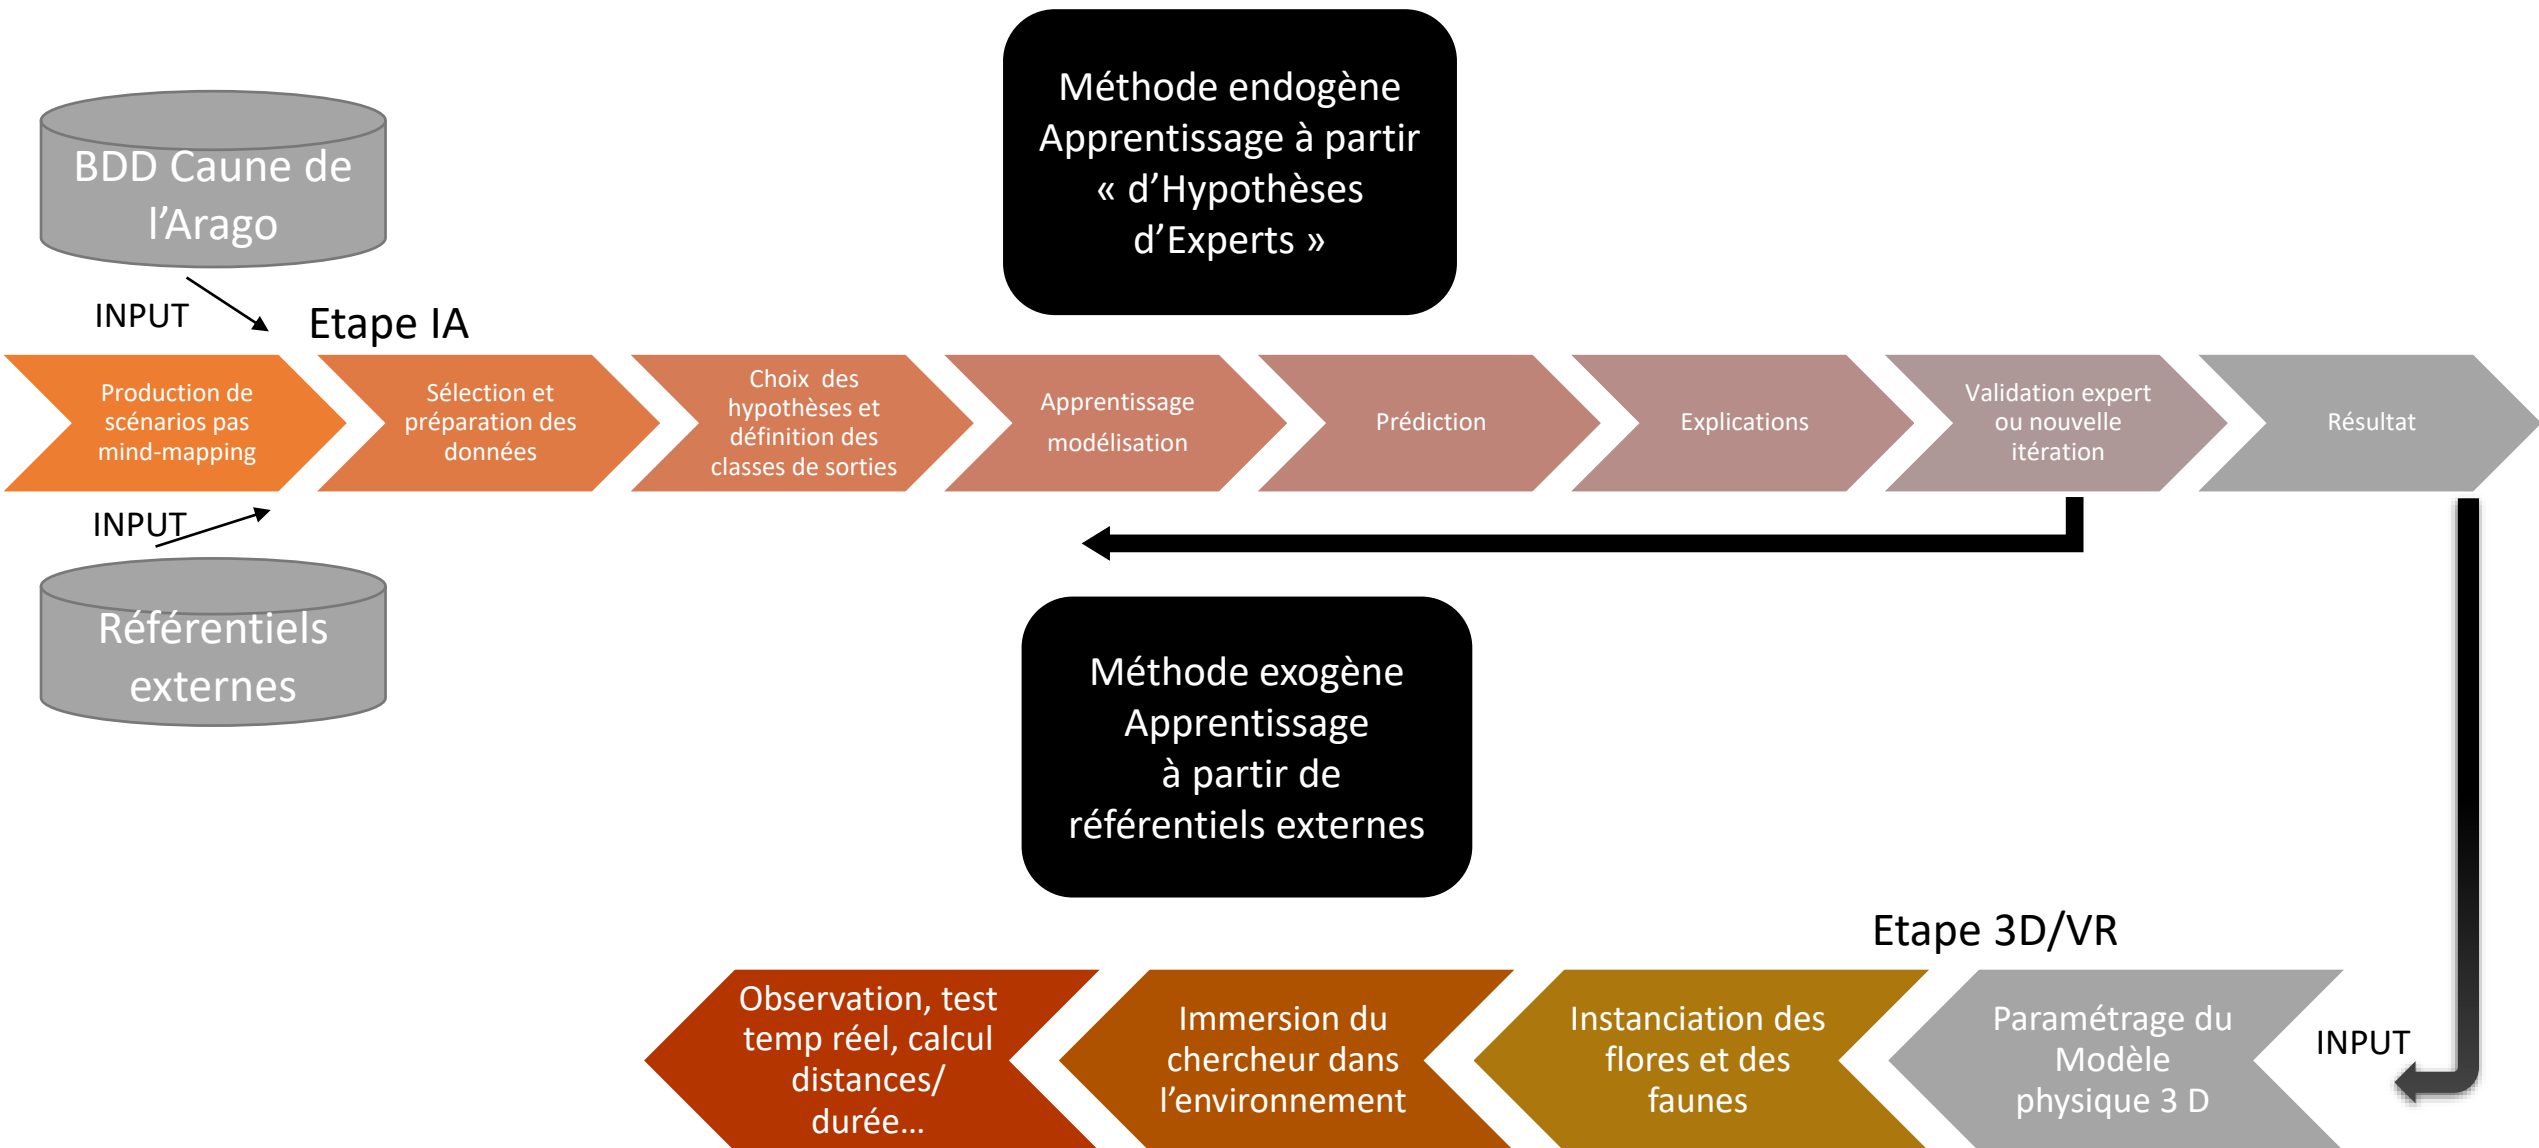 Méthode endogène
Apprentissage à partir
« d’Hypothèses
d’Experts »
BDD Caune de
l’Arago
INPUT
Etape IA
Production de
scénarios pas
mind-mapping
Sélection et
préparation des
données
Choix  des
hypothèses et
définition des
classes de sorties
Apprentissage
modélisation
Prédiction
Explications
Validation expert
ou nouvelle
itération
Résultat
INPUT
Référentiels
externes
Méthode exogène
Apprentissage
à partir de
référentiels externes
Etape 3D/VR
Observation, test
temp réel, calcul
distances/
durée…
Immersion du
chercheur dans
l’environnement
Instanciation des
flores et des
faunes
Paramétrage du
Modèle
physique 3 D
INPUT